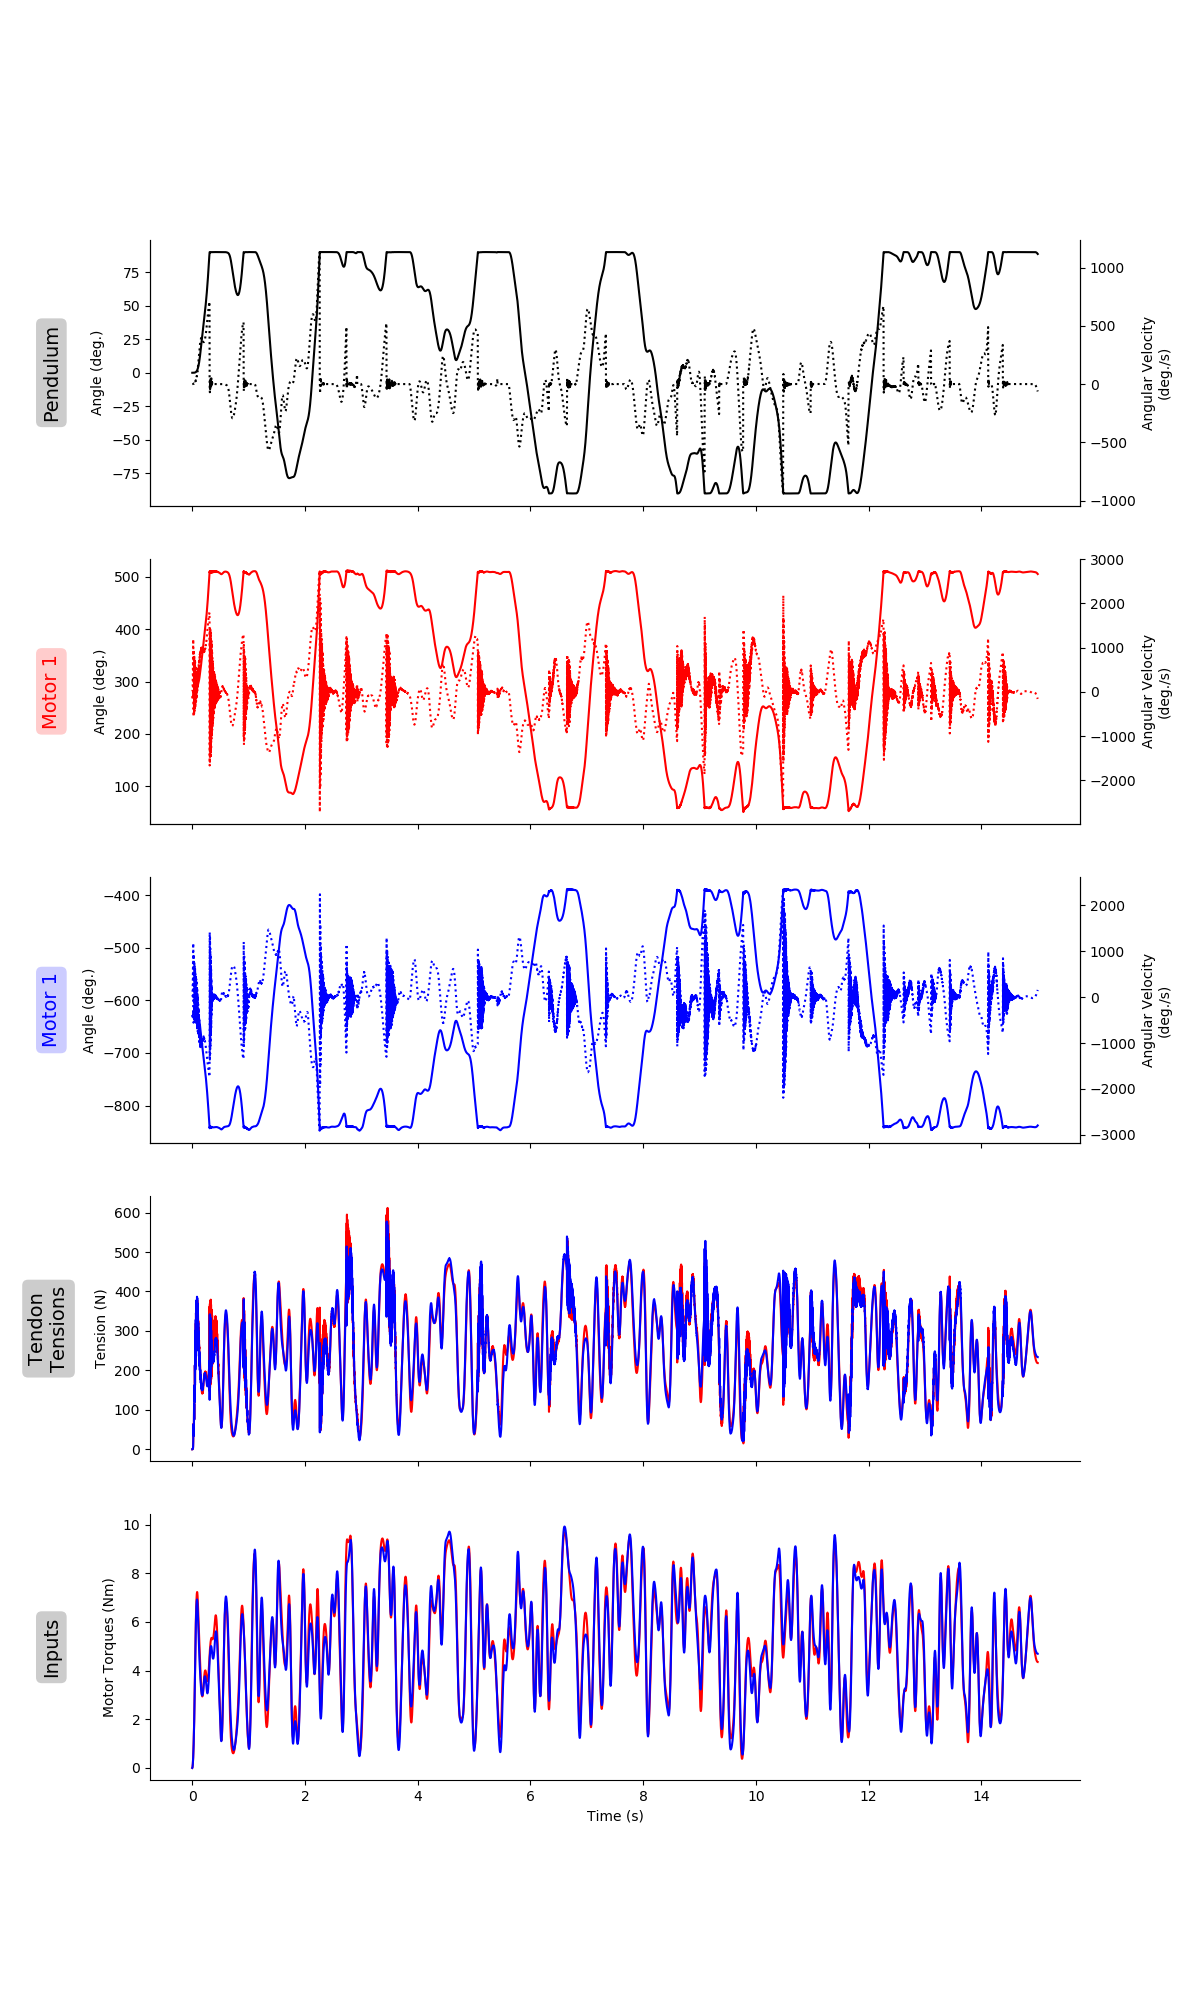 Pendulum
Angle (deg.)
75
50
25
0
−25
−50
−75
1000
500
0
−500
−1000
Angular Velocity
(deg./s)
Motor 1
Angle (deg.)
500
400
300
200
100
3000
2000
1000
0
−1000
−2000
Angular Velocity
(deg./s)
Motor 1
Angle (deg.)
−400
−500
−600
−700
−800
2000
1000
0
−1000
−2000
−3000
Angular Velocity
(deg./s)
Tendon
Tensions
Tension (N)
600
500
400
300
200
100
0
Inputs
Motor Torques (Nm)
10
8
6
4
2
0
0 2 4 6 8 10 12 14
Time (s)